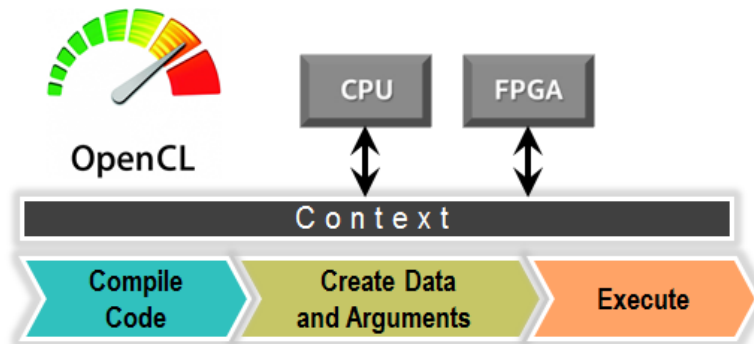 CPU
FPGA
OpenCL
Context
Compile
Code
Create Data
and Arguments
Execute